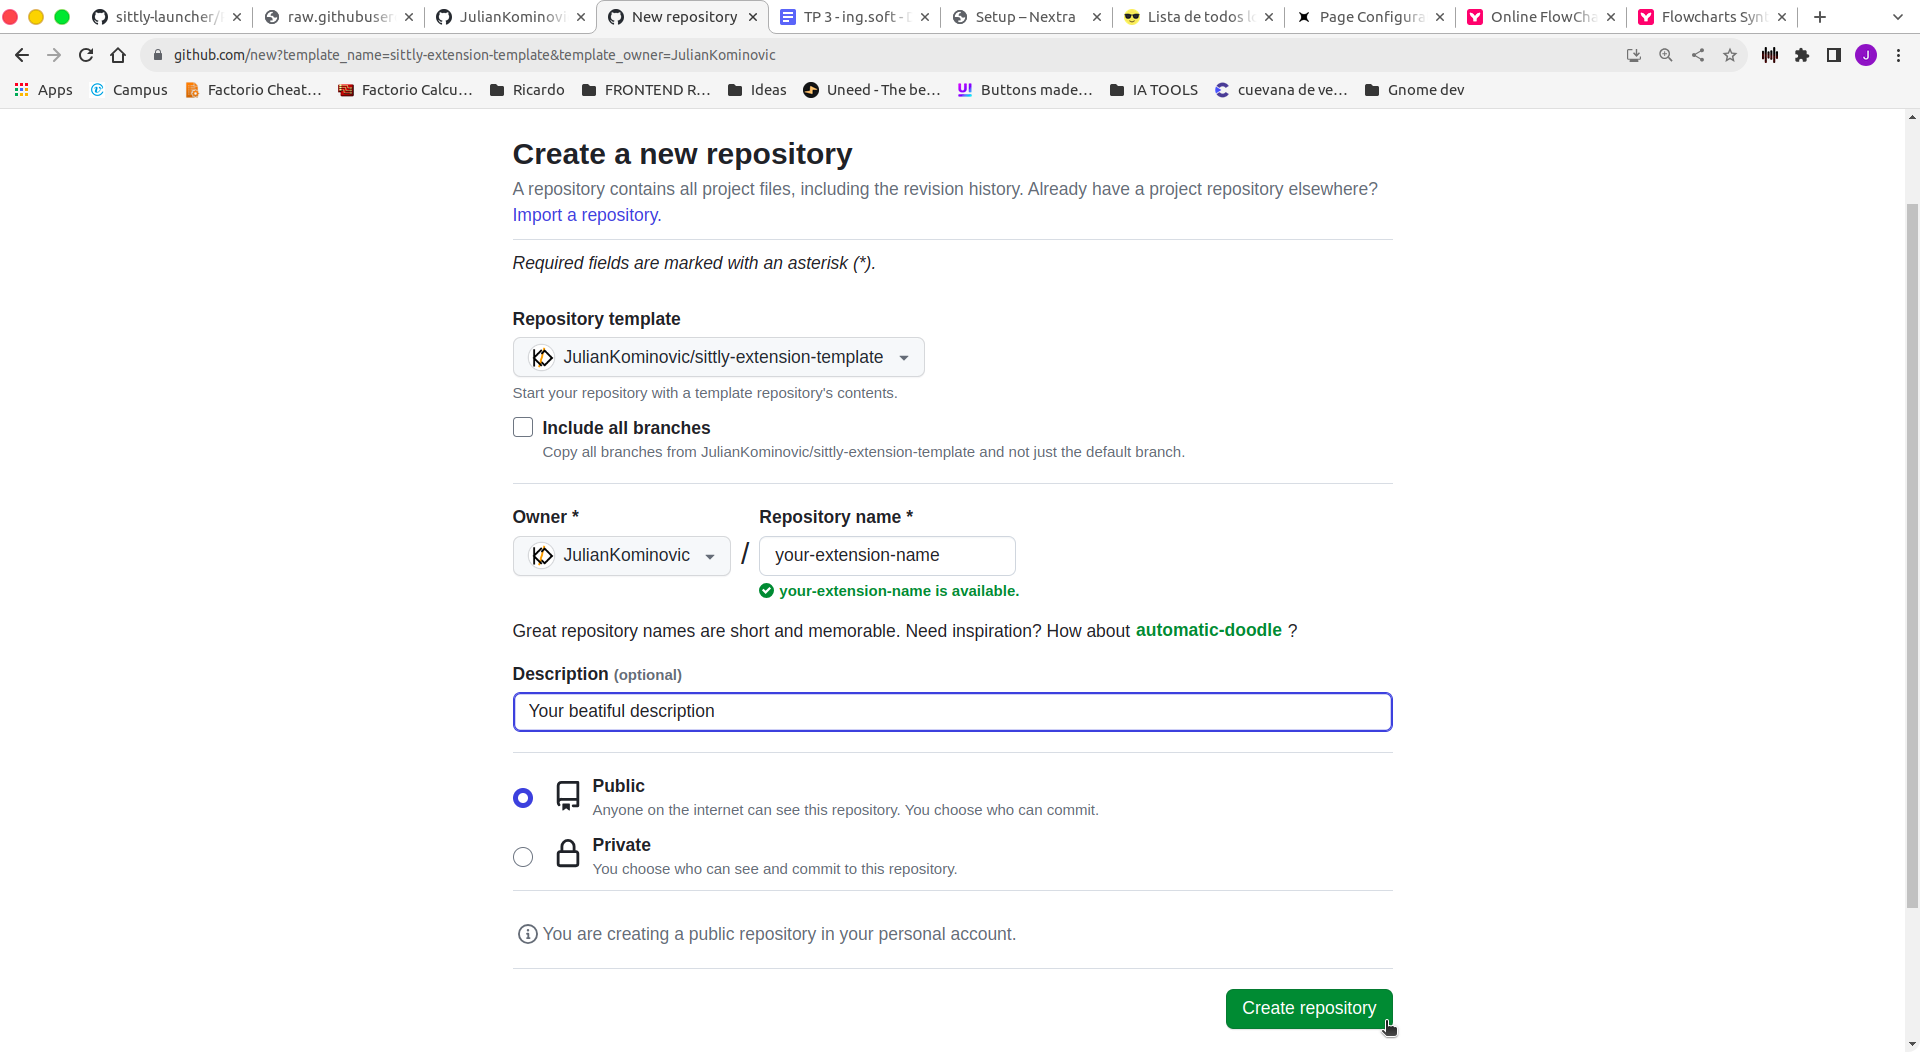 sittly-launcher/
raw.githubuser
JulianKominovi
New repository
TP 3 - ing.soft -
Setup – Nextra
Lista de todos l
Page Configura
Online FlowCha
Flowcharts Synt
github.com/new?template_name=sittly-extension-template&template_owner=JulianKominovic
J
Apps
Campus
Factorio Cheat…
Factorio Calcu…
Ricardo
FRONTEND R…
Ideas
Uneed - The be…
Buttons made…
IA TOOLS
cuevana de ve…
Gnome dev
Create a new repository
A repository contains all project files, including the revision history. Already have a project repository elsewhere?
Import a repository.
Required fields are marked with an asterisk (*).
Repository template
JulianKominovic/sittly-extension-template
Start your repository with a template repository's contents.
Include all branches
Copy all branches from JulianKominovic/sittly-extension-template and not just the default branch.
Owner * Repository name *
JulianKominovic / your-extension-name
your-extension-name is available.
Great repository names are short and memorable. Need inspiration? How about automatic-doodle ?
Description (optional)
Your beatiful description
Public
Anyone on the internet can see this repository. You choose who can commit.
Private
You choose who can see and commit to this repository.
You are creating a public repository in your personal account.
Create repository